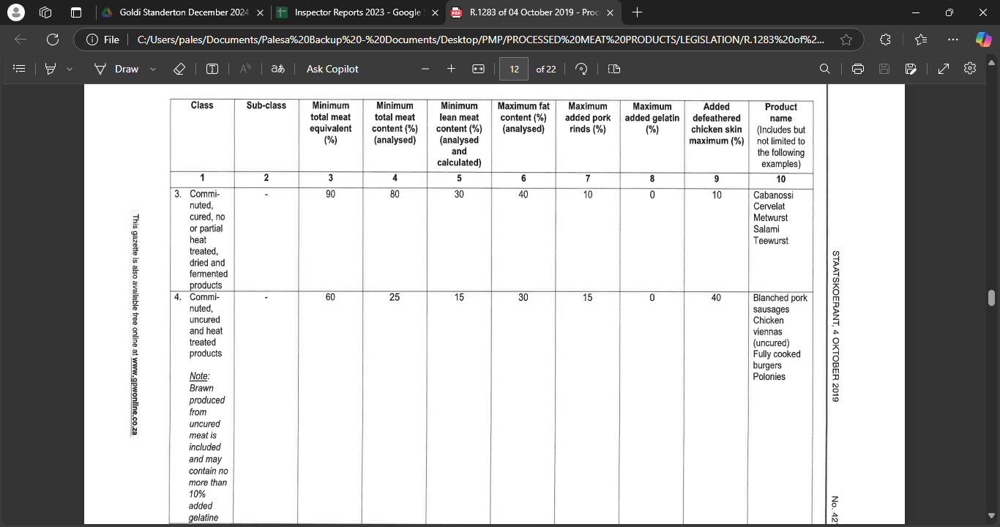 Goldi Standerton December 2024
Inspector Reports 2023 - Google
R.1283 of 04 October 2019 - Proc
File
C:/Users/pales/Documents/Palesa%20Backup%20-%20Documents/Desktop/PMP/PROCESSED%20MEAT%20PRODUCTS/LEGISLATION/R.1283%20of%2...
Draw
Ask Copilot
12 of 22
Class
Sub-class
Minimum
total meat
equivalent
(%)
Minimum
total meat
content (%)
(analysed)
Minimum
lean meat
content (%)
(analysed
and
calculated)
Maximum fat
content (%)
(analysed)
Maximum
added pork
rinds (%)
Maximum
added gelatin
(%)
Added
defeathered
chicken skin
maximum (%)
Product
name
(Includes but
not limited to
the following
examples)
1 2 3 4 5 6 7 8 9 10
3. Commi-
nuted,
cured, no
or partial
heat
treated,
dried and
fermented
products
- 90 80 30 40 10 0 10
Cabanossi
Cervelat
Metwurst
Salami
Teewurst
4. Commi-
nuted,
uncured
and heat
treated
products
Note:
Brawn
produced
from
uncured
meat is
included
and may
contain no
more than
10%
added
gelatine
- 60 25 15 30 15 0 40
Blanched pork
sausages
Chicken
viennas
(uncured)
Fully cooked
burgers
Polonies
This gazette is also available free online at www.gpwonline.co.za
STAATSKOERANT, 4 OKTOBER 2019
No. 42